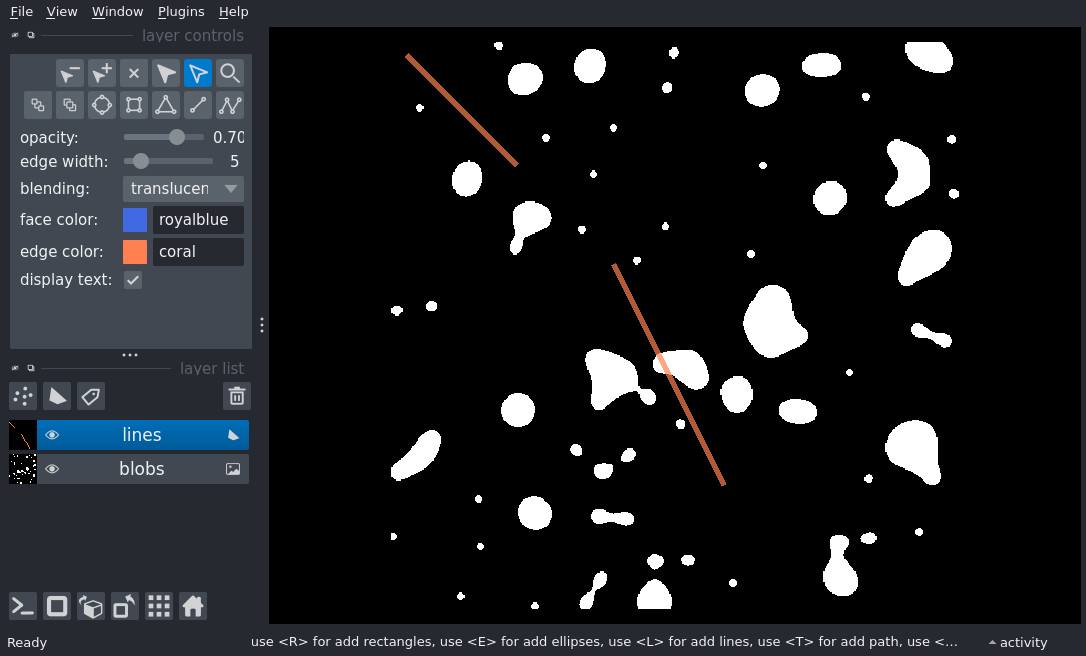 File View Window Plugins Help
layer controls
opacity: 0.70
edge width: 5
blending: translucen
face color: royalblue
edge color: coral
display text:
layer list
lines
blobs
Ready use <R> for add rectangles, use <E> for add ellipses, use <L> for add lines, use <T> for add path, use <... activity